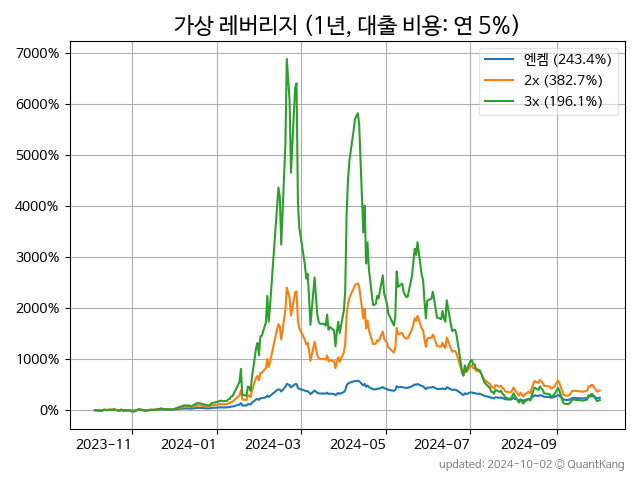 가상 레버리지 (1년, 대출 비용: 연 5%)
엔켐 (243.4%)
2x (382.7%)
3x (196.1%)
7000%
6000%
5000%
4000%
3000%
2000%
1000%
0%
2023-11 2024-01 2024-03 2024-05 2024-07 2024-09
updated: 2024-10-02 © QuantKang